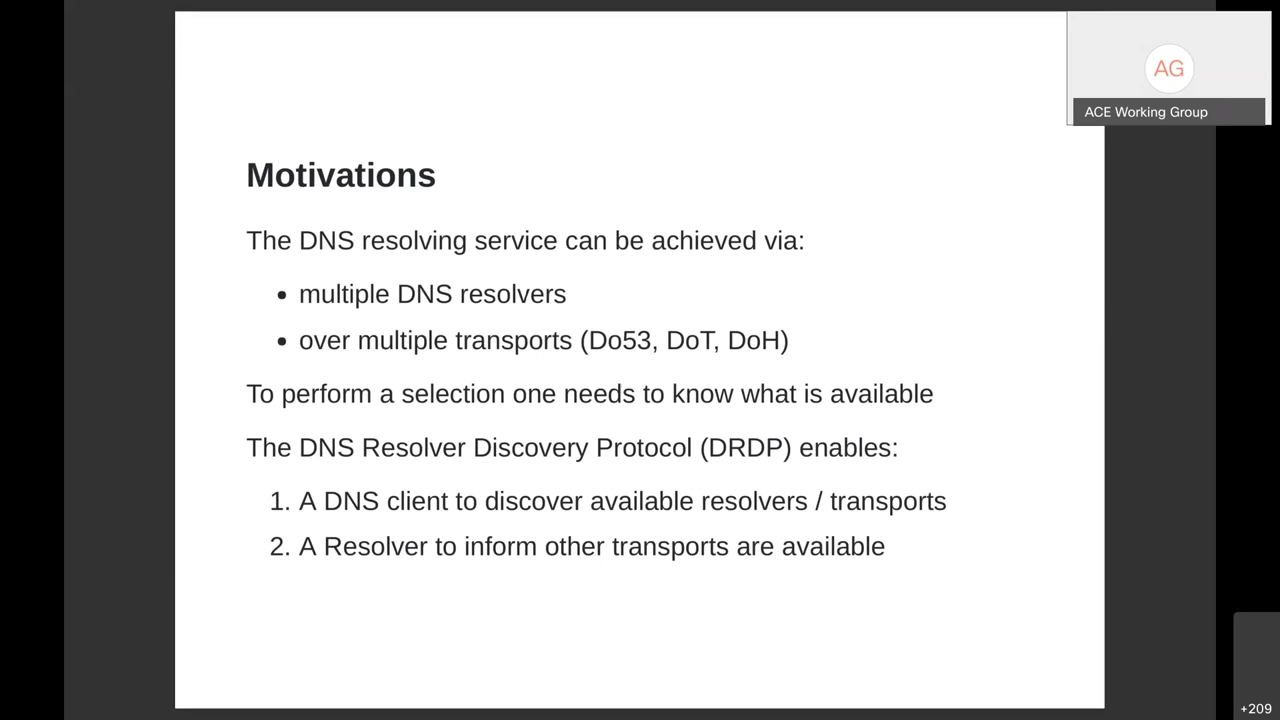 AG
ACE Working Group
Motivations
The DNS resolving service can be achieved via:
• multiple DNS resolvers
• over multiple transports (Do53, DoT, DoH)
To perform a selection one needs to know what is available
The DNS Resolver Discovery Protocol (DRDP) enables:
1. A DNS client to discover available resolvers / transports
2. A Resolver to inform other transports are available
+209